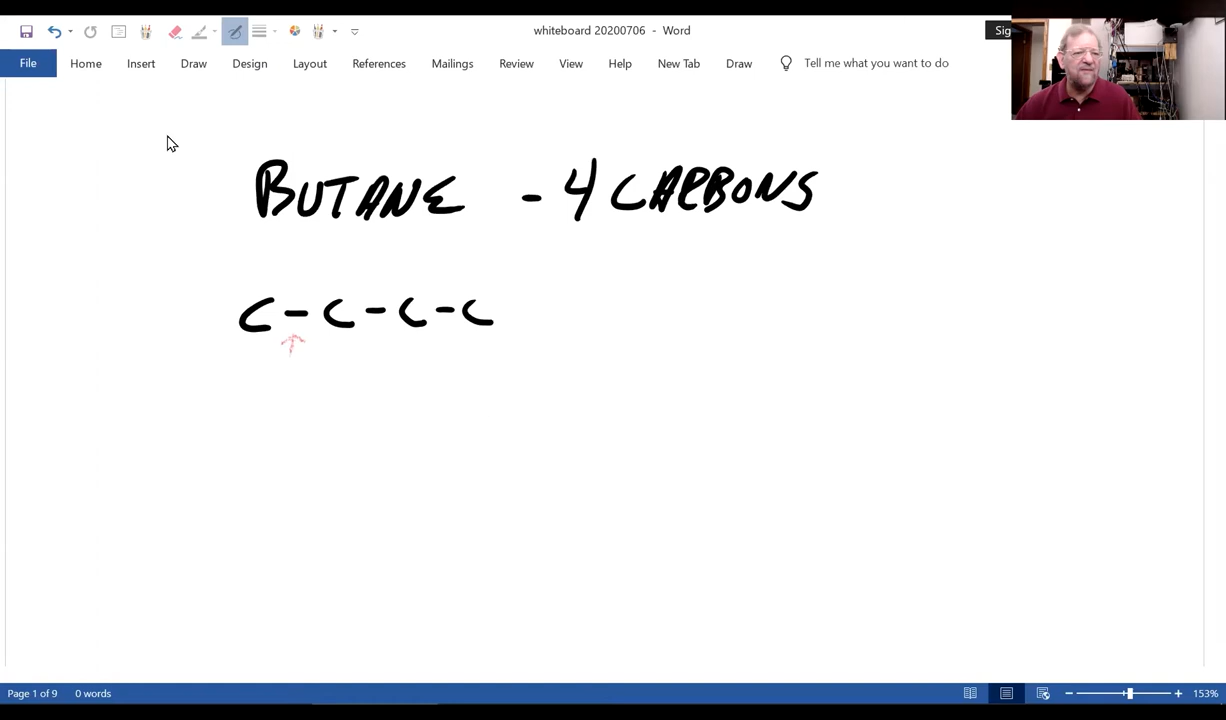 whiteboard 20200706 - Word
Sig
File Home Insert Draw Design Layout References Mailings Review View Help New Tab Draw Tell me what you want to do
BUTANE - 4 CARBONS
C - C - C - C
Page 1 of 9 0 words 153%